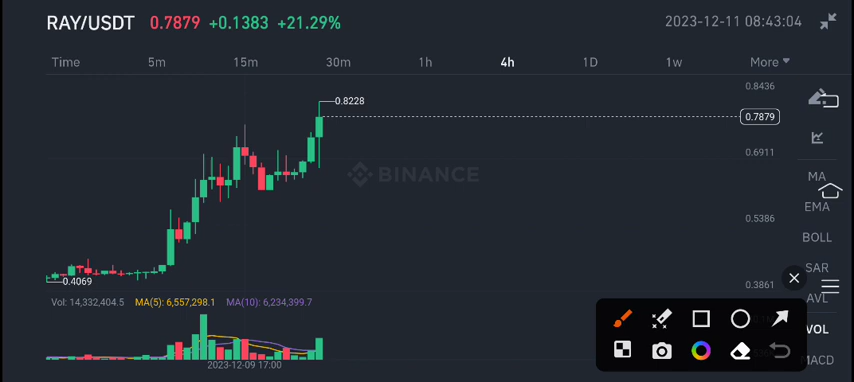 RAY/USDT 0.7879 +0.1383 +21.29% 2023-12-11 08:43:04
Time 5m 15m 30m 1h 4h 1D 1w More
0.8436
0.8228
0.7879
0.6911
MA
BINANCE
EMA
0.5386
BOLL
SAR
0.4069
0.3861
AVL
Vol: 14,332,404.5 MA(5): 6,557,298.1 MA(10): 6,234,399.7
VOL
MACD
2023-12-09 17:00